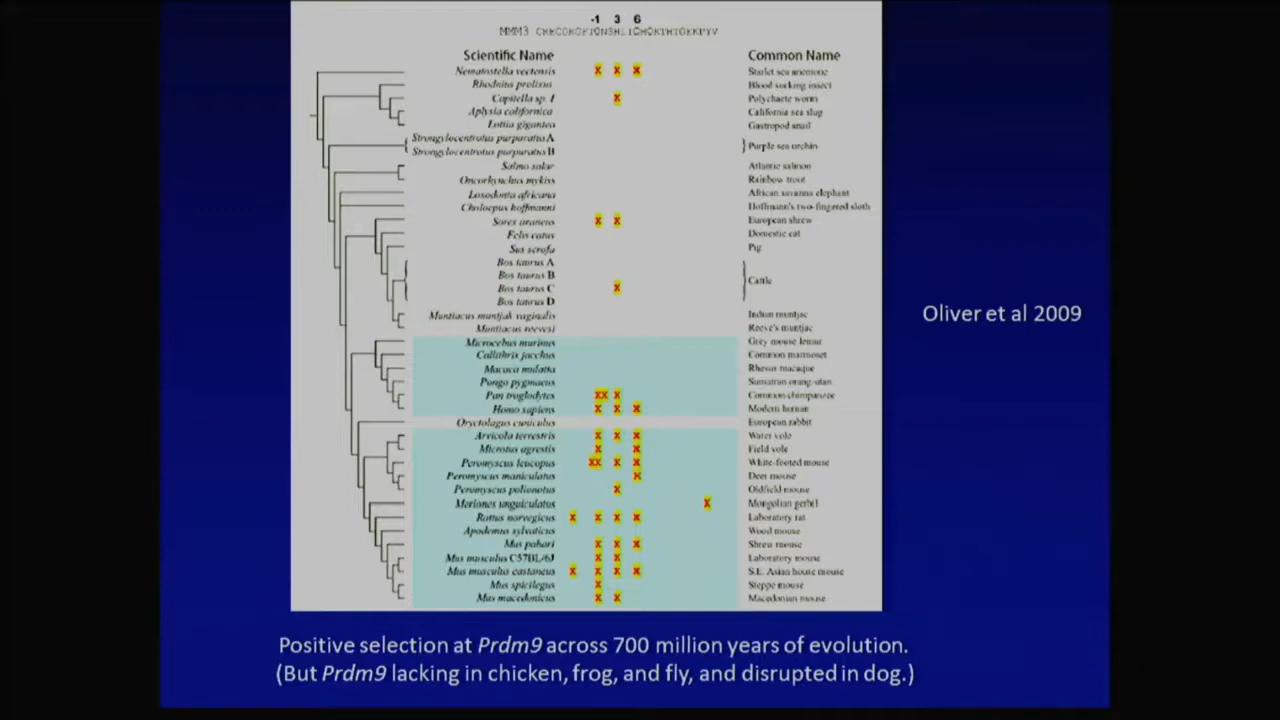 -1 3 6
Scientific Name Common Name
Nematostella vectensis X X X Starlet sea anemone
Rhodnius prolixus Blood sucking insect
Capitella sp. I X Polychaete worm
Aplysia californica California sea slug
Lottia gigantea Gastropod snail
Strongylocentrotus purpuratus A
Strongylocentrotus purpuratus B Purple sea urchin
Salmo salar Atlantic salmon
Oncorhynchus mykiss Rainbow trout
Loxodonta africana African savanna elephant
Choloepus hoffmanni Hoffmann's two-fingered sloth
Sorex araneus X X European shrew
Felis catus Domestic cat
Sus scrofa Pig
Bos taurus A
Bos taurus B
Bos taurus C X Cattle
Bos taurus D
Muntiacus muntjak vaginalis Indian muntjac
Muntiacus reevesi Reeve's muntjac
Microcebus murinus Grey mouse lemur
Callithrix jacchus Common marmoset
Macaca mulatta Rhesus macaque
Pongo pygmaeus Sumatran orang-utan
Pan troglodytes XX X Common chimpanzee
Homo sapiens X X X Modern human
Oryctolagus cuniculus European rabbit
Arvicola terrestris X X X Water vole
Microtus agrestis X X Field vole
Peromyscus leucopus XX X X White-footed mouse
Peromyscus maniculatus X Deer mouse
Peromyscus polionotus X Oldfield mouse
Meriones unguiculatus X Mongolian gerbil
Rattus norvegicus X X X X Laboratory rat
Apodemus sylvaticus Wood mouse
Mus pahari X X X Shrew mouse
Mus musculus C57BL/6J X X Laboratory mouse
Mus musculus castaneus X X X X S.E. Asian house mouse
Mus spicilegus X Steppe mouse
Mus macedonicus X X Macedonian mouse
Oliver et al 2009
Positive selection at Prdm9 across 700 million years of evolution.
(But Prdm9 lacking in chicken, frog, and fly, and disrupted in dog.)